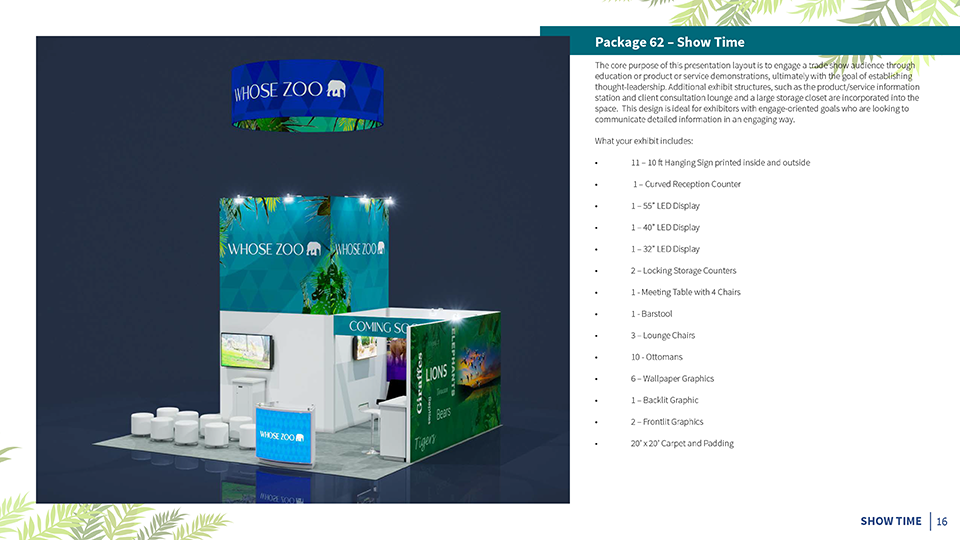 Package 62 – Show Time
The core purpose of this presentation layout is to engage a trade show audience through
education or product or service demonstrations, ultimately with the goal of establishing
thought-leadership. Additional exhibit structures, such as the product/service information
station and client consultation lounge and a large storage closet are incorporated into the
space. This design is ideal for exhibitors with engage-oriented goals who are looking to
communicate detailed information in an engaging way.
What your exhibit includes:
• 11 – 10 ft Hanging Sign printed inside and outside
• 1 – Curved Reception Counter
• 1 – 55" LED Display
• 1 – 40" LED Display
• 1 – 32" LED Display
• 2 – Locking Storage Counters
• 1 - Meeting Table with 4 Chairs
• 1 - Barstool
• 3 – Lounge Chairs
• 10 - Ottomans
• 6 – Wallpaper Graphics
• 1 – Backlit Graphic
• 2 – Frontlit Graphics
• 20' x 20' Carpet and Padding
WHOSE ZOO
WHOSE ZOO
WHOSE ZOO
COMING SO
Giraffes
LIONS
ELEPHANTS
Bears
Tigers
WHOSE ZOO
SHOW TIME
16